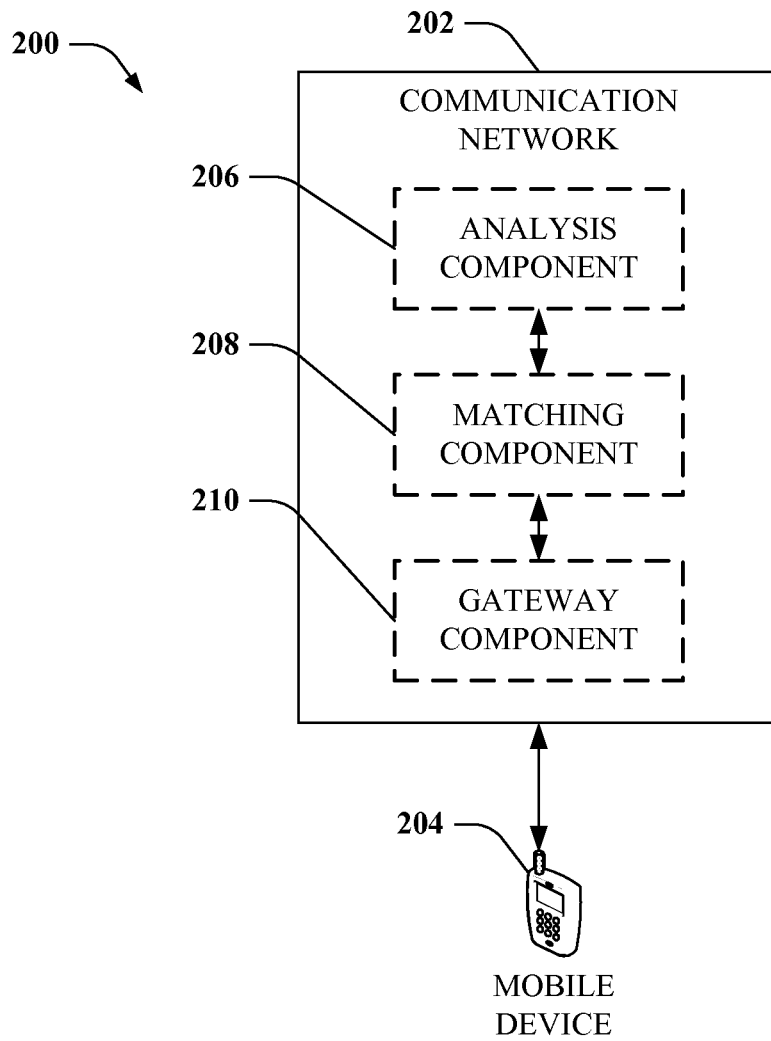 200
202
COMMUNICATION
NETWORK
206
ANALYSIS
COMPONENT
208
MATCHING
COMPONENT
210
GATEWAY
COMPONENT
204
MOBILE
DEVICE